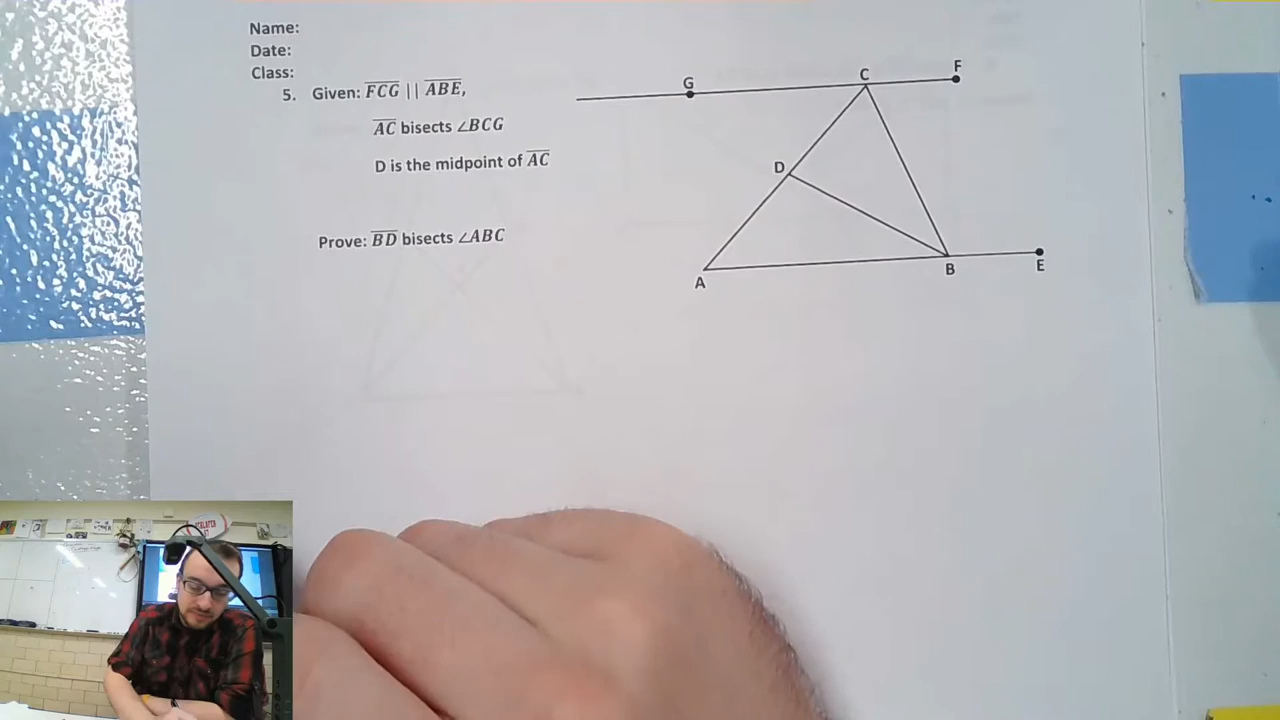 Name:
Date:
Class:
5. Given: FCG || ABE,
AC bisects ∠BCG
D is the midpoint of AC
Prove: BD bisects ∠ABC
G
C
F
D
A
B
E